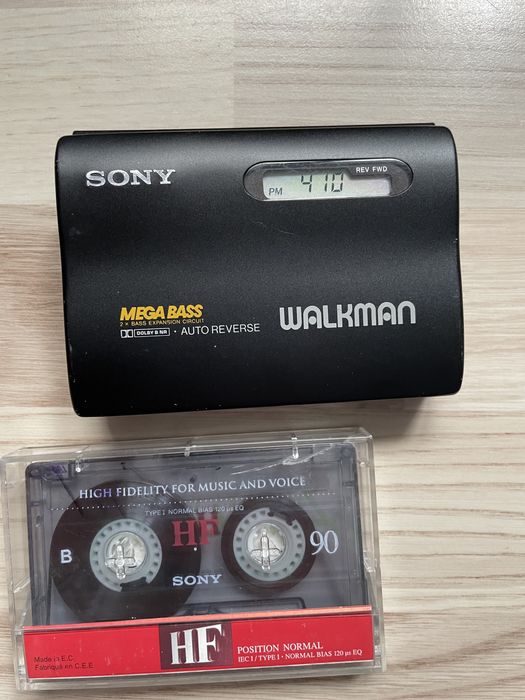 SONY
REV FWD
PM 4 10
MEGA BASS
2 × BASS EXPANSION CIRCUIT
DOLBY B NR · AUTO REVERSE
WALKMAN
HIGH FIDELITY FOR MUSIC AND VOICE
TYPE I NORMAL BIAS 120 µs EQ
HF
B
90
SONY
Made in E.C.
Fabriqué en C.E.E
HF
POSITION NORMAL
IEC I / TYPE I · NORMAL BIAS 120 µs EQ